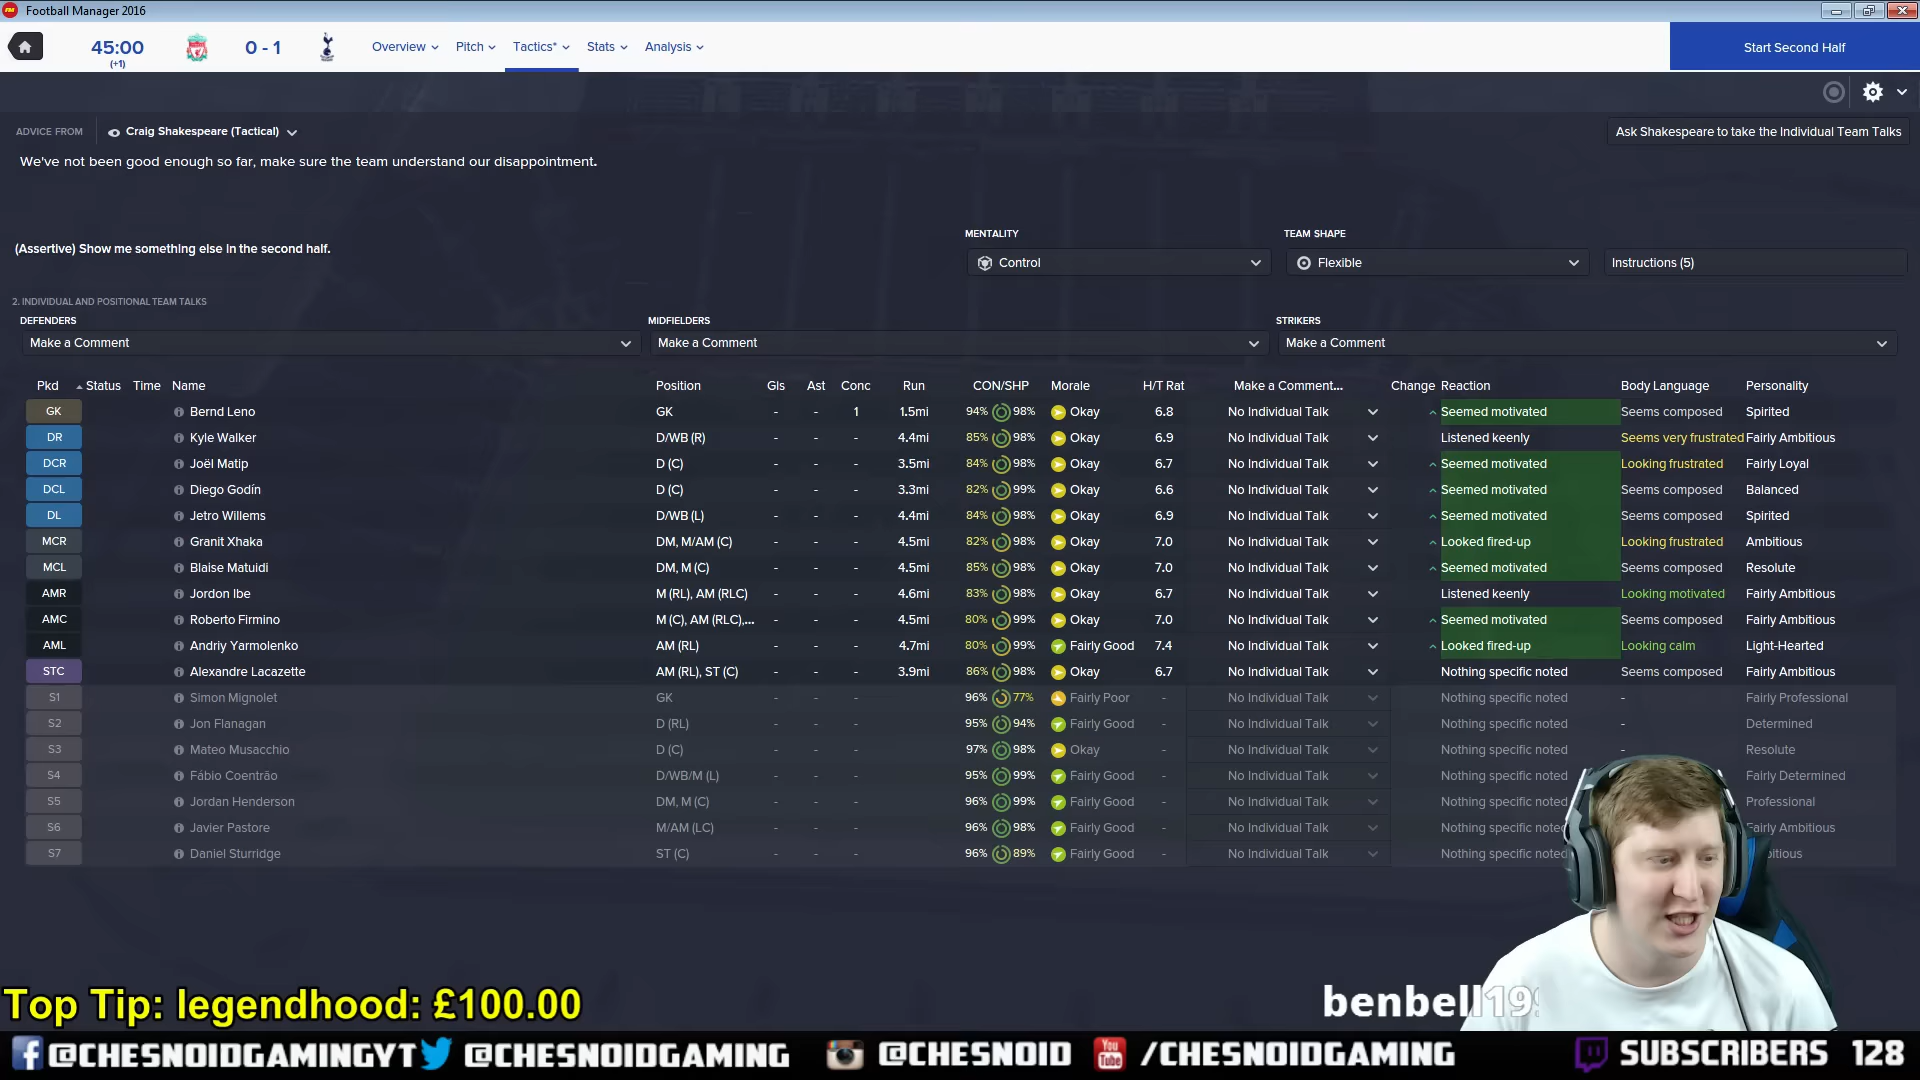 Football Manager 2016
45:00
(+1)
0 - 1
Overview
Pitch
Tactics*
Stats
Analysis
Start Second Half
ADVICE FROM
Craig Shakespeare (Tactical)
Ask Shakespeare to take the Individual Team Talks
We've not been good enough so far, make sure the team understand our disappointment.
(Assertive) Show me something else in the second half.
MENTALITY
Control
TEAM SHAPE
Flexible
Instructions (5)
2. INDIVIDUAL AND POSITIONAL TEAM TALKS
DEFENDERS MIDFIELDERS STRIKERS
Make a Comment Make a Comment Make a Comment
Pkd Status Time Name Position Gls Ast Conc Run CON/SHP Morale H/T Rat Make a Comment... Change Reaction Body Language Personality
GK Bernd Leno GK - - 1 1.5mi 94% 98% Okay 6.8 No Individual Talk Seemed motivated Seems composed Spirited
DR Kyle Walker D/WB (R) - - - 4.4mi 85% 98% Okay 6.9 No Individual Talk Listened keenly Seems very frustrated Fairly Ambitious
DCR Joël Matip D (C) - - - 3.5mi 84% 98% Okay 6.7 No Individual Talk Seemed motivated Looking frustrated Fairly Loyal
DCL Diego Godín D (C) - - - 3.3mi 82% 99% Okay 6.6 No Individual Talk Seemed motivated Seems composed Balanced
DL Jetro Willems D/WB (L) - - - 4.4mi 84% 98% Okay 6.9 No Individual Talk Seemed motivated Seems composed Spirited
MCR Granit Xhaka DM, M/AM (C) - - - 4.5mi 82% 98% Okay 7.0 No Individual Talk Looked fired-up Looking frustrated Ambitious
MCL Blaise Matuidi DM, M (C) - - - 4.5mi 85% 98% Okay 7.0 No Individual Talk Seemed motivated Seems composed Resolute
AMR Jordon Ibe M (RL), AM (RLC) - - - 4.6mi 83% 98% Okay 6.7 No Individual Talk Listened keenly Looking motivated Fairly Ambitious
AMC Roberto Firmino M (C), AM (RLC),... - - - 4.5mi 80% 99% Okay 7.0 No Individual Talk Seemed motivated Seems composed Fairly Ambitious
AML Andriy Yarmolenko AM (RL) - - - 4.7mi 80% 99% Fairly Good 7.4 No Individual Talk Looked fired-up Looking calm Light-Hearted
STC Alexandre Lacazette AM (RL), ST (C) - - - 3.9mi 86% 98% Okay 6.7 No Individual Talk Nothing specific noted Seems composed Fairly Ambitious
S1 Simon Mignolet GK 96% 77% Fairly Poor - No Individual Talk Nothing specific noted - Fairly Professional
S2 Jon Flanagan D (RL) 95% 94% Fairly Good - No Individual Talk Nothing specific noted - Determined
S3 Mateo Musacchio D (C) 97% 98% Okay - No Individual Talk Nothing specific noted - Resolute
S4 Fábio Coentrão D/WB/M (L) 95% 99% Fairly Good - No Individual Talk Nothing specific noted Fairly Determined
S5 Jordan Henderson DM, M (C) 96% 99% Fairly Good - No Individual Talk Nothing specific noted Professional
S6 Javier Pastore M/AM (LC) 96% 98% Fairly Good - No Individual Talk Nothing specific noted Fairly Ambitious
S7 Daniel Sturridge ST (C) 96% 89% Fairly Good - No Individual Talk Nothing specific noted
Top Tip: legendhood: £100.00
@CHESNOIDGAMINGYT @CHESNOIDGAMING @CHESNOID You Tube /CHESNOIDGAMING SUBSCRIBERS 128